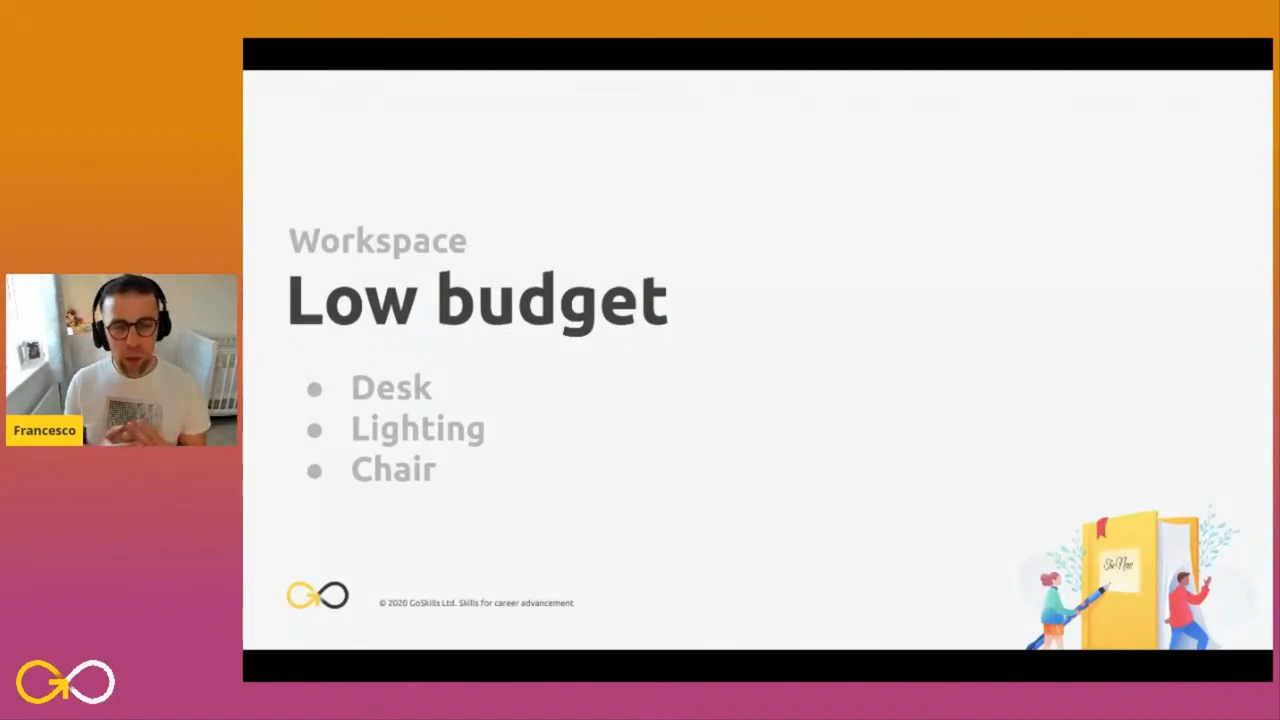 Workspace
Low budget
Desk
Lighting
Chair
Francesco
© 2020 GoSkills Ltd. Skills for career advancement